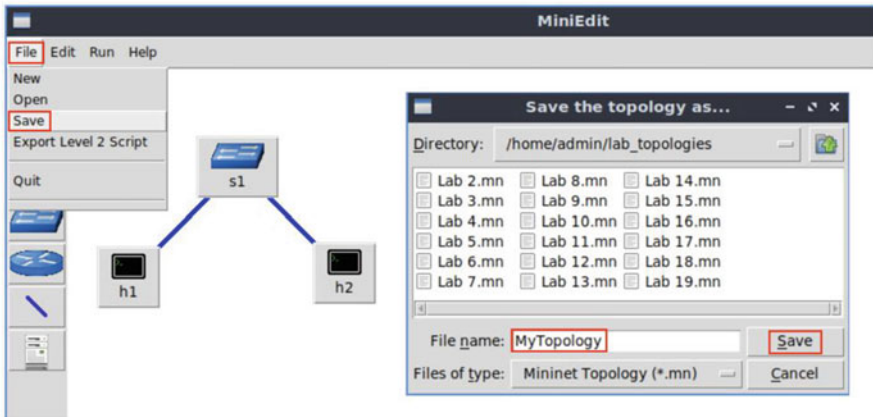 MiniEdit
File Edit Run Help
New
Open
Save
Export Level 2 Script
Quit
s1
h1
h2
Save the topology as...
Directory: /home/admin/lab_topologies
Lab 2.mn Lab 8.mn Lab 14.mn
Lab 3.mn Lab 9.mn Lab 15.mn
Lab 4.mn Lab 10.mn Lab 16.mn
Lab 5.mn Lab 11.mn Lab 17.mn
Lab 6.mn Lab 12.mn Lab 18.mn
Lab 7.mn Lab 13.mn Lab 19.mn
File name: MyTopology Save
Files of type: Mininet Topology (*.mn) Cancel